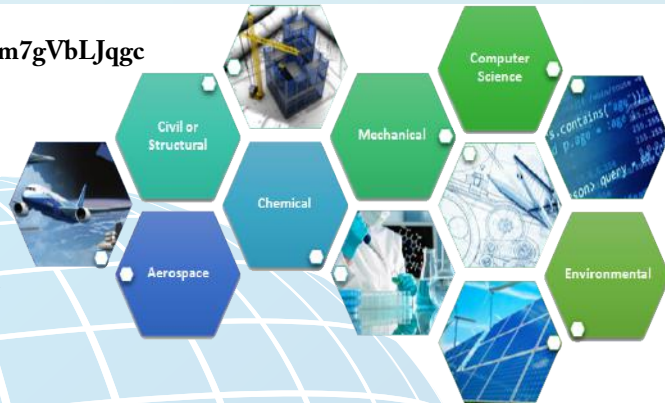 m7gVbLJqgc
Computer
Science
Civil or
Structural
Mechanical
Chemical
Aerospace
Environmental